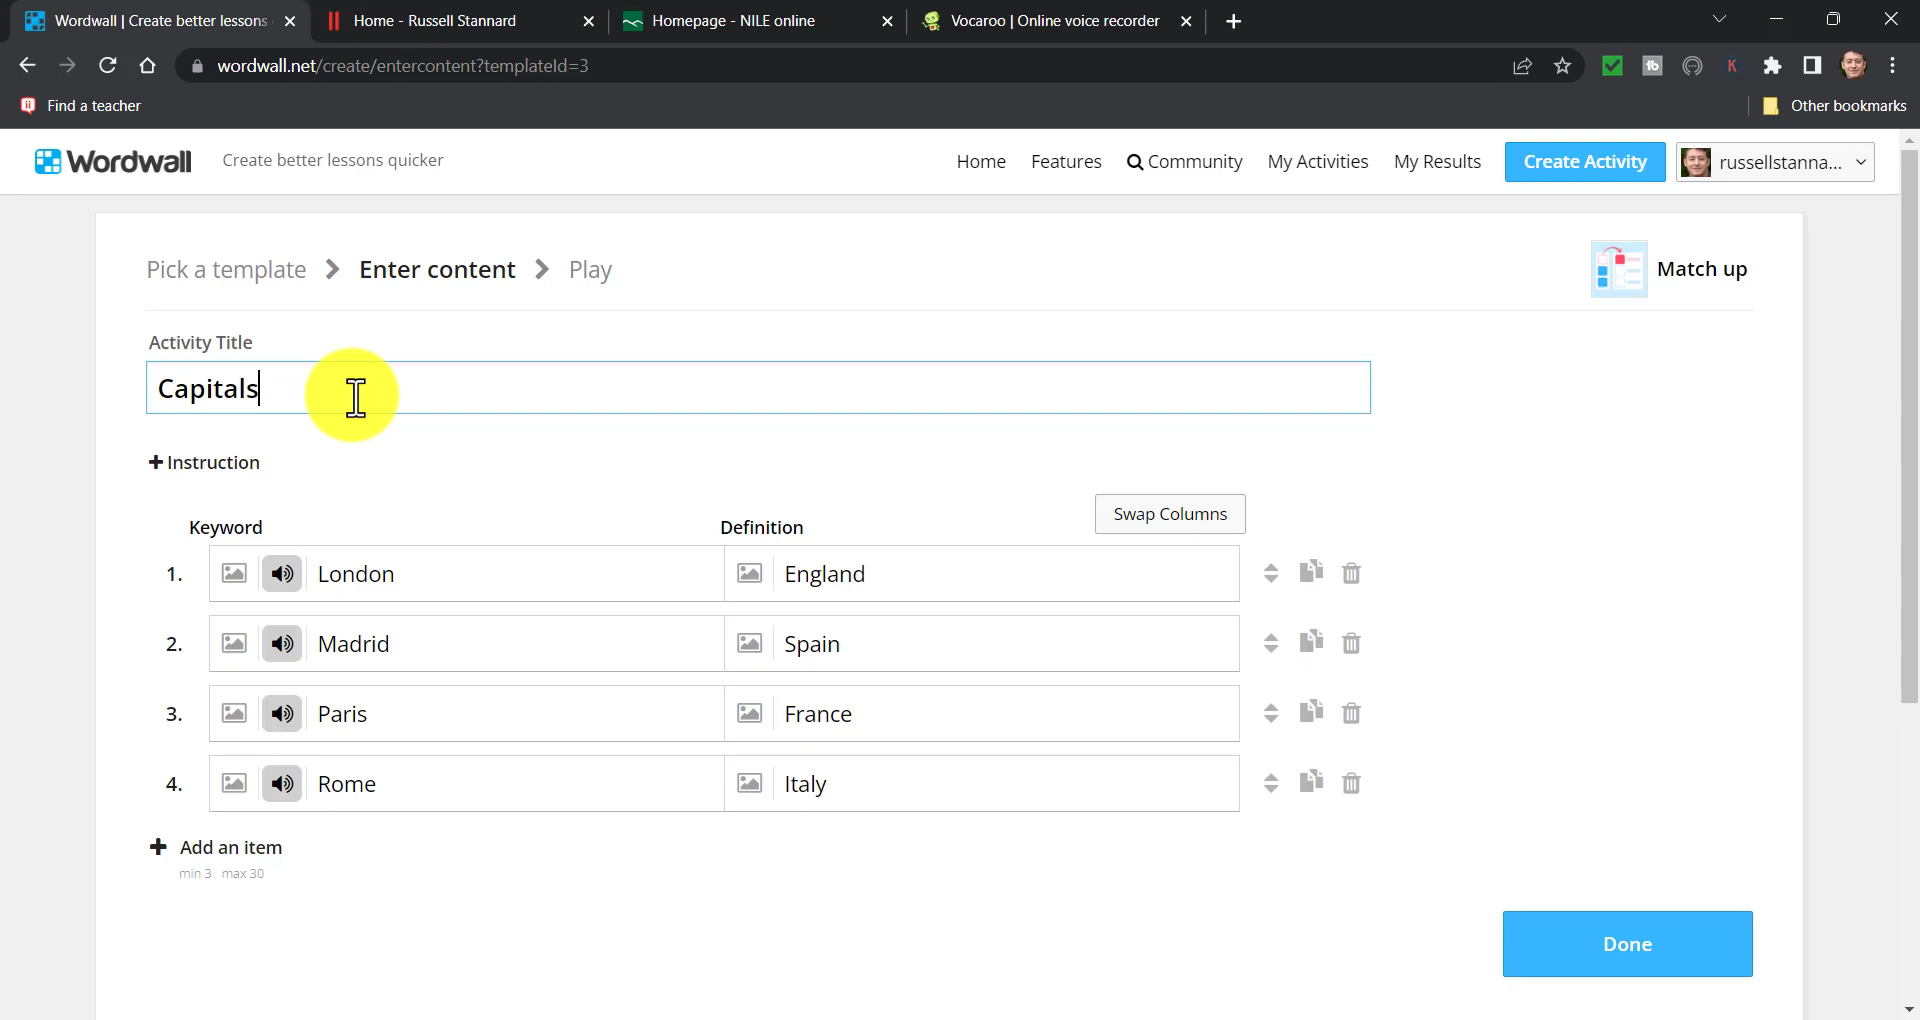 Wordwall | Create better lessons
Home - Russell Stannard
Homepage - NILE online
Vocaroo | Online voice recorder
wordwall.net/create/entercontent?templateId=3
Find a teacher
Other bookmarks
Wordwall
Create better lessons quicker
Home
Features
Community
My Activities
My Results
Create Activity
russellstanna...
Pick a template
Enter content
Play
Match up
Activity Title
Capitals
Instruction
Keyword
Definition
Swap Columns
1. London England
2. Madrid Spain
3. Paris France
4. Rome Italy
Add an item
min 3 max 30
Done